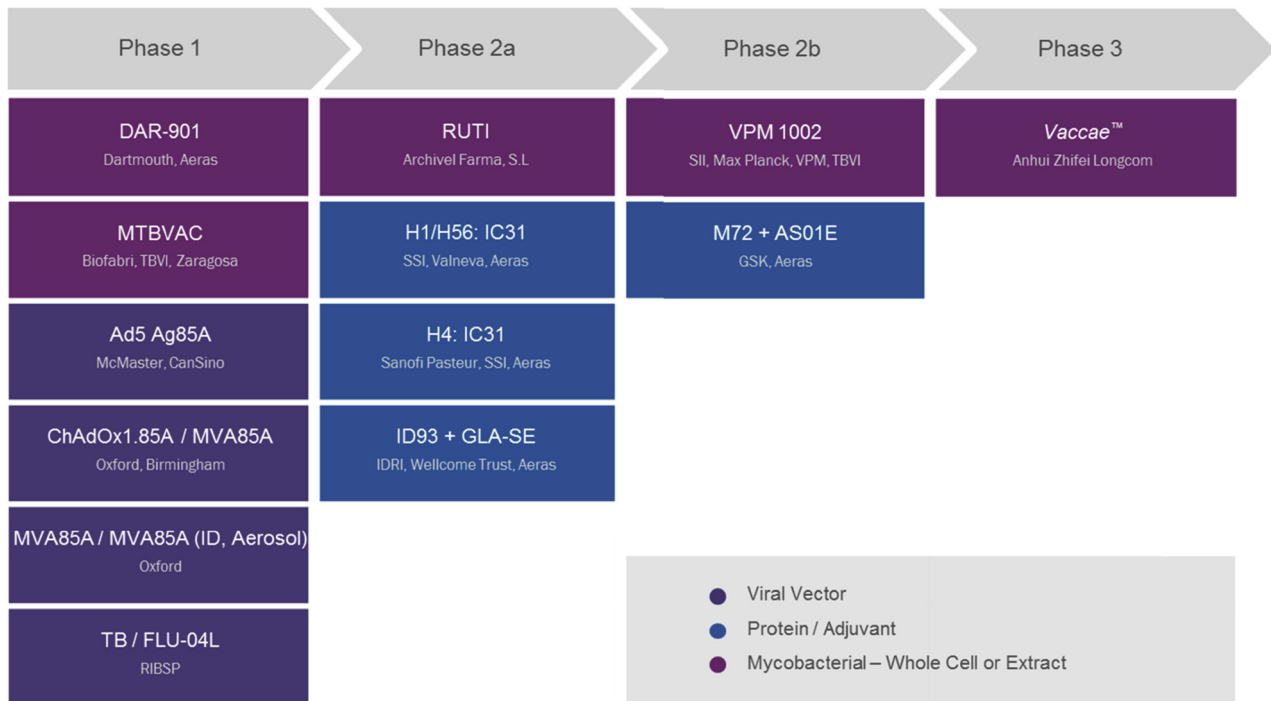 Phase 1
Phase 2a
Phase 2b
Phase 3
DAR-901
Dartmouth, Aeras
RUTI
Archivel Farma, S.L
VPM 1002
SII, Max Planck, VPM, TBVI
Vaccae™
Anhui Zhifei Longcom
MTBVAC
Biofabri, TBVI, Zaragosa
H1/H56: IC31
SSI, Valneva, Aeras
M72 + AS01E
GSK, Aeras
Ad5 Ag85A
McMaster, CanSino
H4: IC31
Sanofi Pasteur, SSI, Aeras
ChAdOx1.85A / MVA85A
Oxford, Birmingham
ID93 + GLA-SE
IDRI, Wellcome Trust, Aeras
MVA85A / MVA85A (ID, Aerosol)
Oxford
TB / FLU-04L
RIBSP
Viral Vector
Protein / Adjuvant
Mycobacterial – Whole Cell or Extract